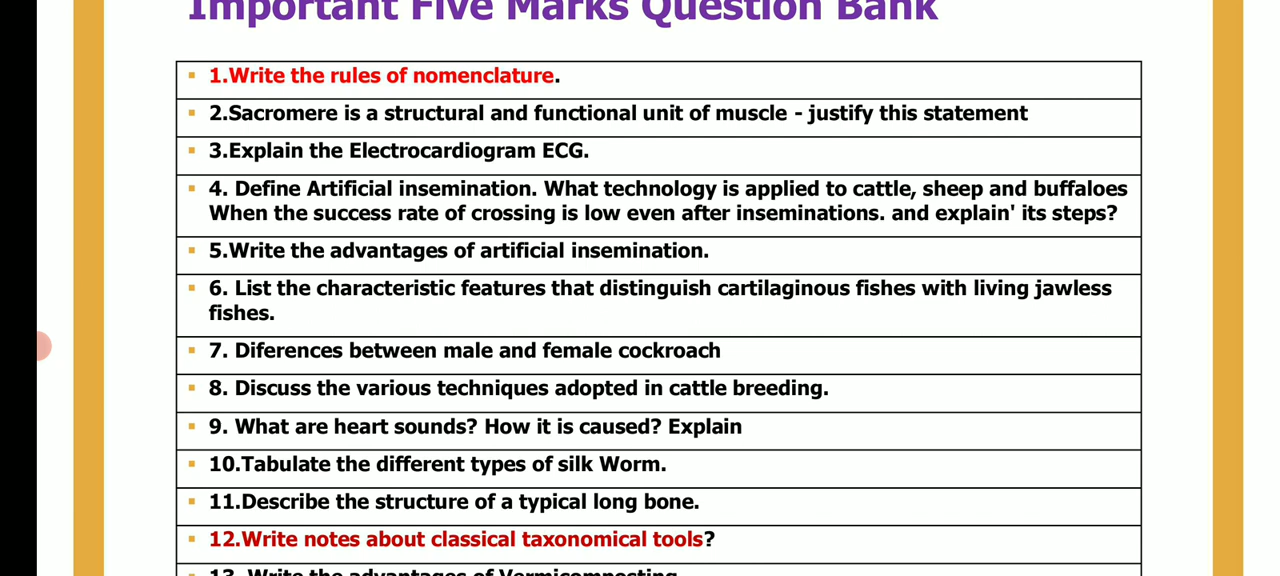 Important Five Marks Question Bank
▪ 1.Write the rules of nomenclature.
▪ 2.Sacromere is a structural and functional unit of muscle - justify this statement
▪ 3.Explain the Electrocardiogram ECG.
▪ 4. Define Artificial insemination. What technology is applied to cattle, sheep and buffaloes
When the success rate of crossing is low even after inseminations. and explain' its steps?
▪ 5.Write the advantages of artificial insemination.
▪ 6. List the characteristic features that distinguish cartilaginous fishes with living jawless
fishes.
▪ 7. Diferences between male and female cockroach
▪ 8. Discuss the various techniques adopted in cattle breeding.
▪ 9. What are heart sounds? How it is caused? Explain
▪ 10.Tabulate the different types of silk Worm.
▪ 11.Describe the structure of a typical long bone.
▪ 12.Write notes about classical taxonomical tools?
▪ 13. Write the advantages of Vermicomposting